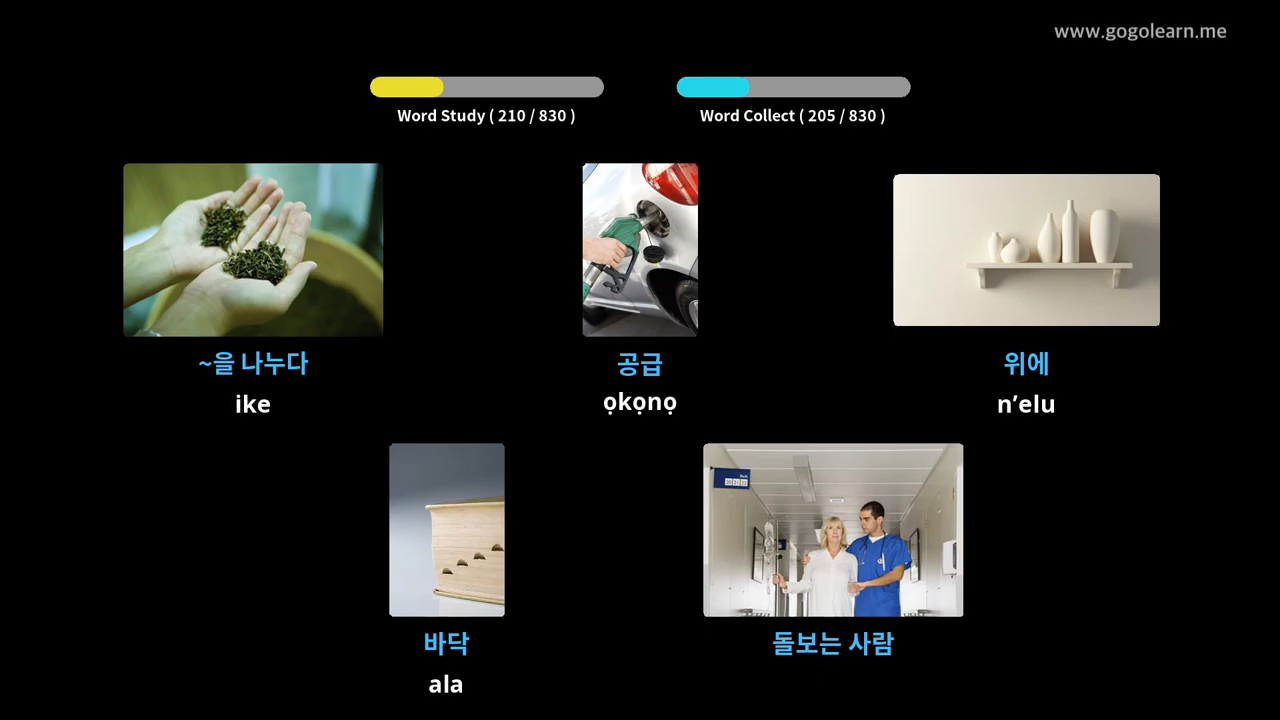 www.gogolearn.me
Word Study ( 210 / 830 )
Word Collect ( 205 / 830 )
~을 나누다
ike
공급
ọkọnọ
위에
n’elu
바닥
ala
돌보는 사람